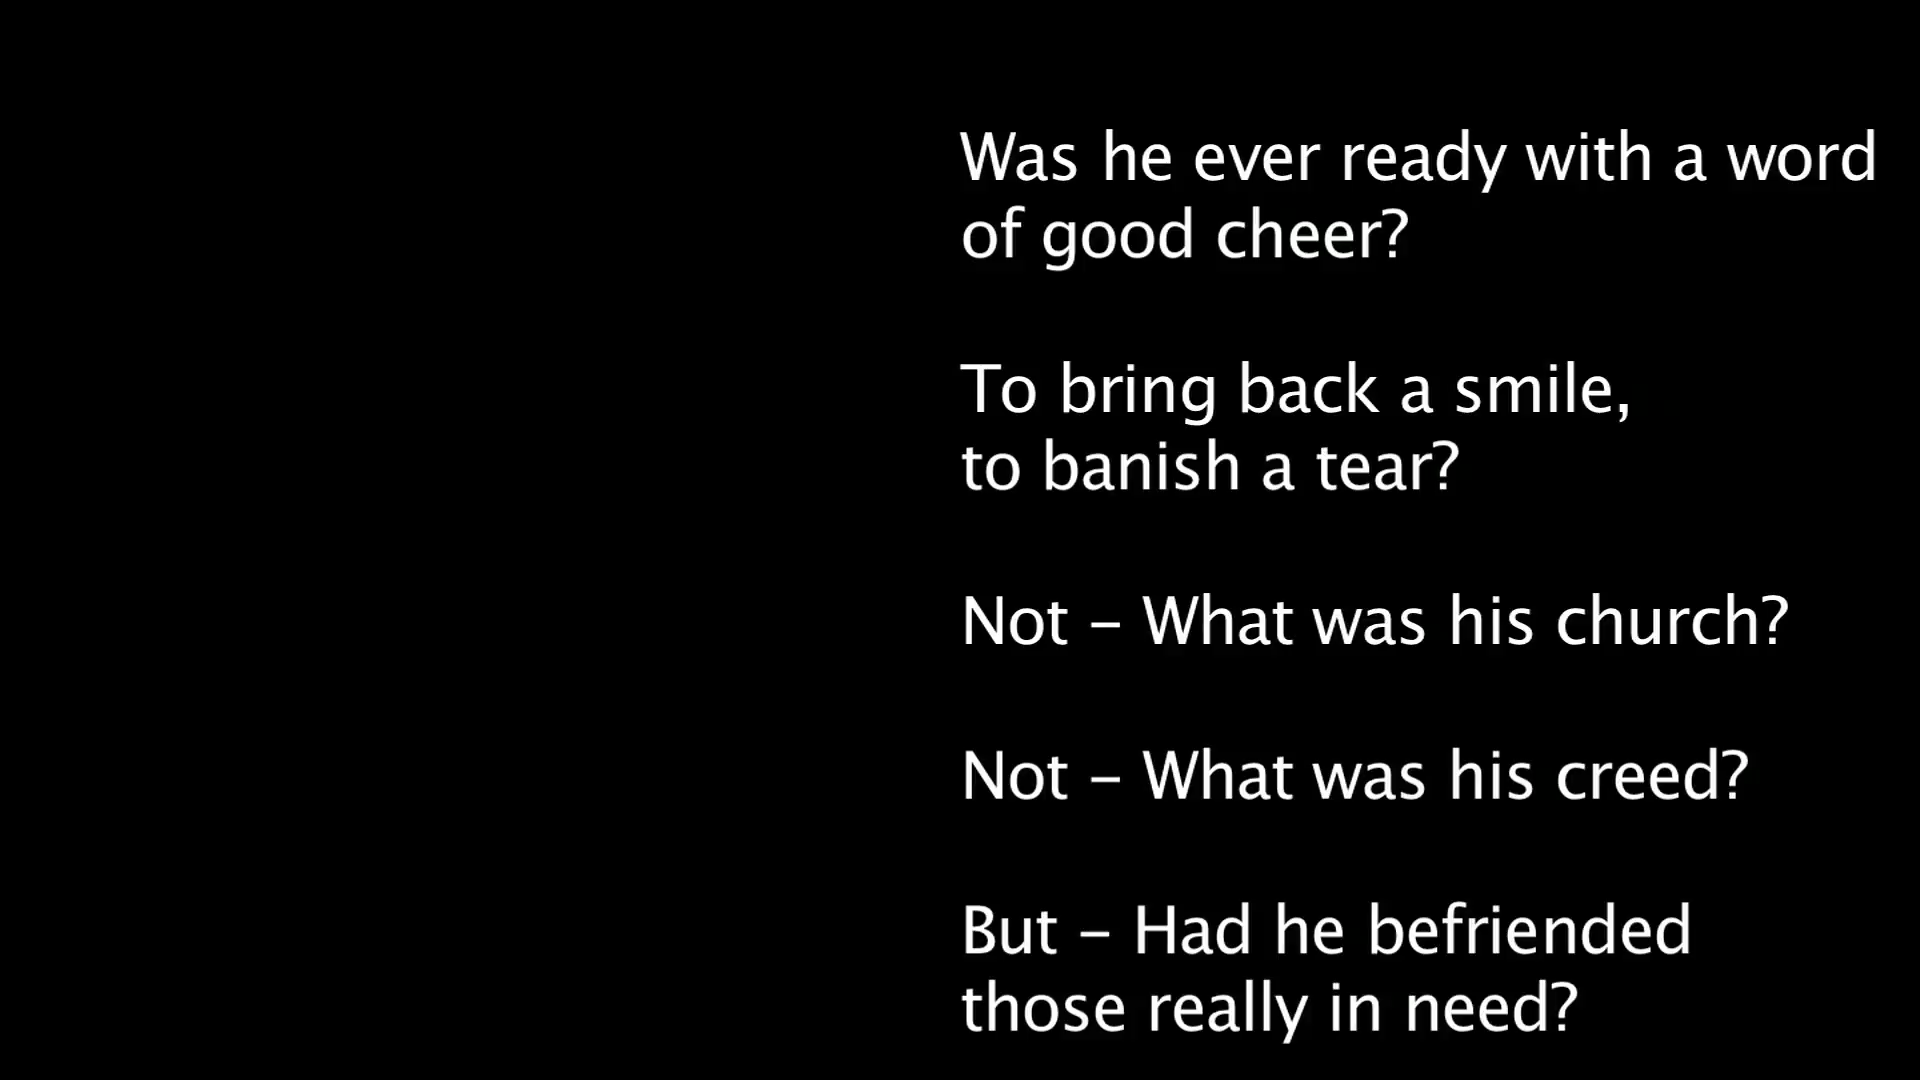 Was he ever ready with a word
of good cheer?
To bring back a smile,
to banish a tear?
Not – What was his church?
Not – What was his creed?
But – Had he befriended
those really in need?